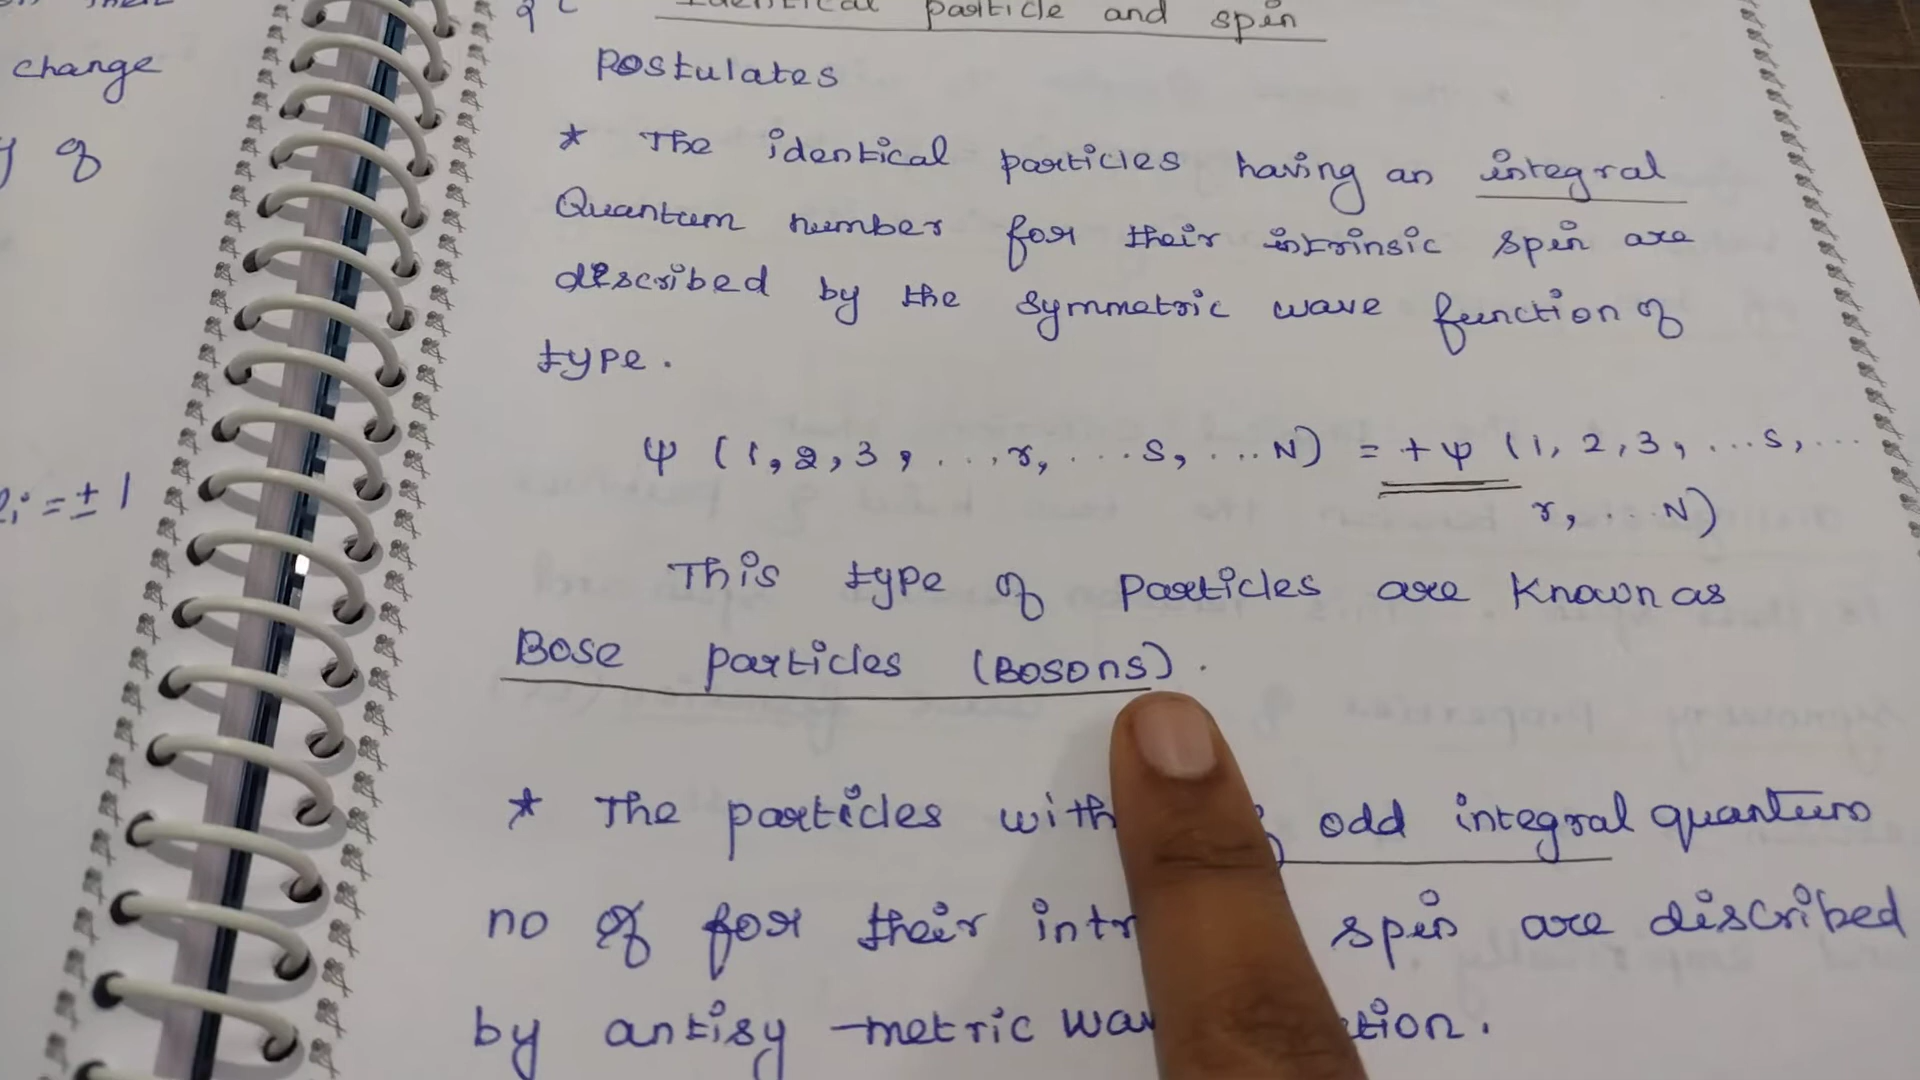 change
Identical particle and spin
Postulates
* The identical particles having an integral
Quantum number for their intrinsic spin are
described by the symmetric wave function of
type.
ψ (1, 2, 3, ...r, ...s, ...N) = +ψ (1, 2, 3, ...s, ...
r, ...N)
= ± 1
This type of particles are known as
Bose particles (Bosons).
* The particles with odd integral quantum
no of for their spin are described
by antisy-metric